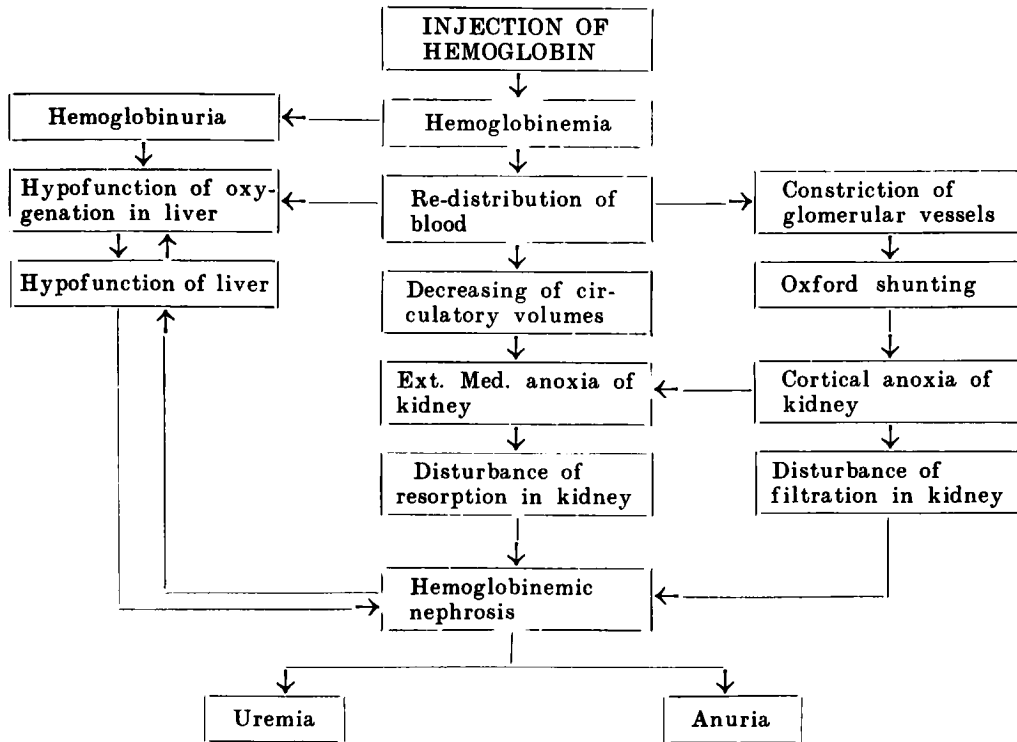 INJECTION OF
HEMOGLOBIN
Hemoglobinuria
Hemoglobinemia
Hypofunction of oxy-
genation in liver
Re-distribution of
blood
Constriction of
glomerular vessels
Hypofunction of liver
Decreasing of cir-
culatory volumes
Oxford shunting
Ext. Med. anoxia of
kidney
Cortical anoxia of
kidney
Disturbance of
resorption in kidney
Disturbance of
filtration in kidney
Hemoglobinemic
nephrosis
Uremia
Anuria